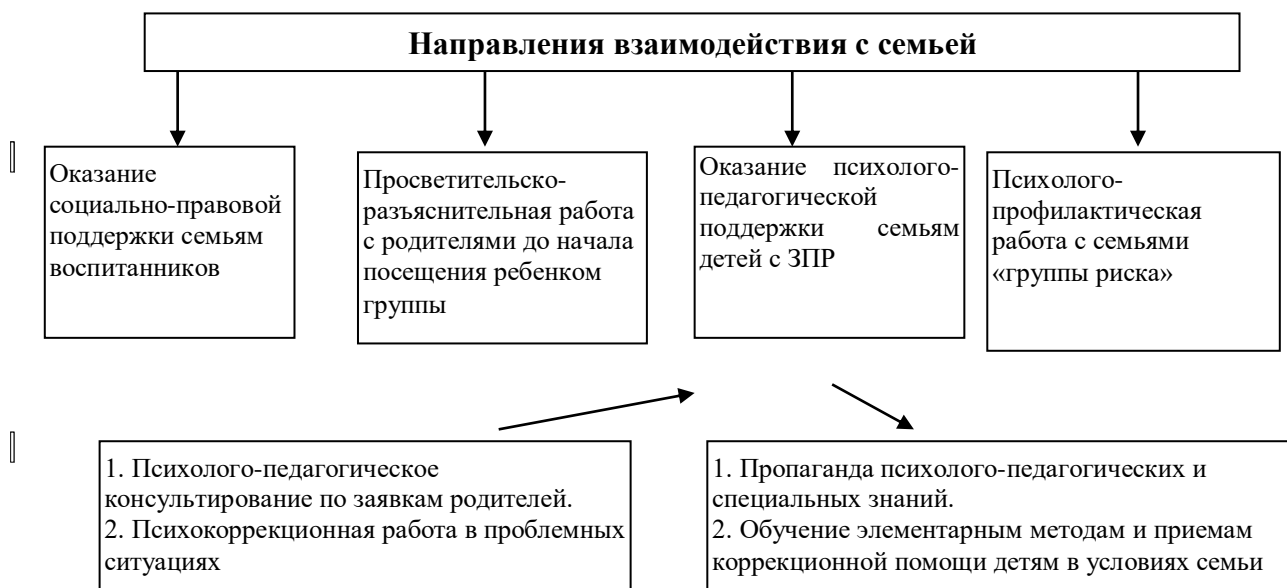 Направления взаимодействия с семьей
Оказание
социально-правовой
поддержки семьям
воспитанников
Просветительско-
разъяснительная работа
с родителями до начала
посещения ребенком
группы
Оказание психолого-
педагогической
поддержки семьям
детей с ЗПР
Психолого-
профилактическая
работа с семьями
«группы риска»
1. Психолого-педагогическое
консультирование по заявкам родителей.
2. Психокоррекционная работа в проблемных
ситуациях
1. Пропаганда психолого-педагогических и
специальных знаний.
2. Обучение элементарным методам и приемам
коррекционной помощи детям в условиях семьи